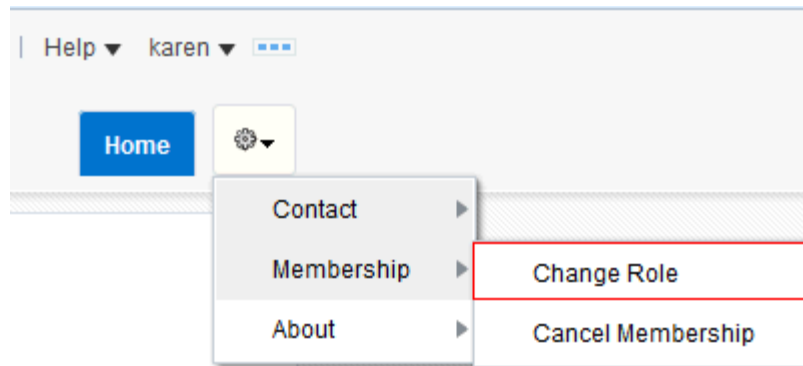 Help karen
Home
Contact
Membership
Change Role
About
Cancel Membership